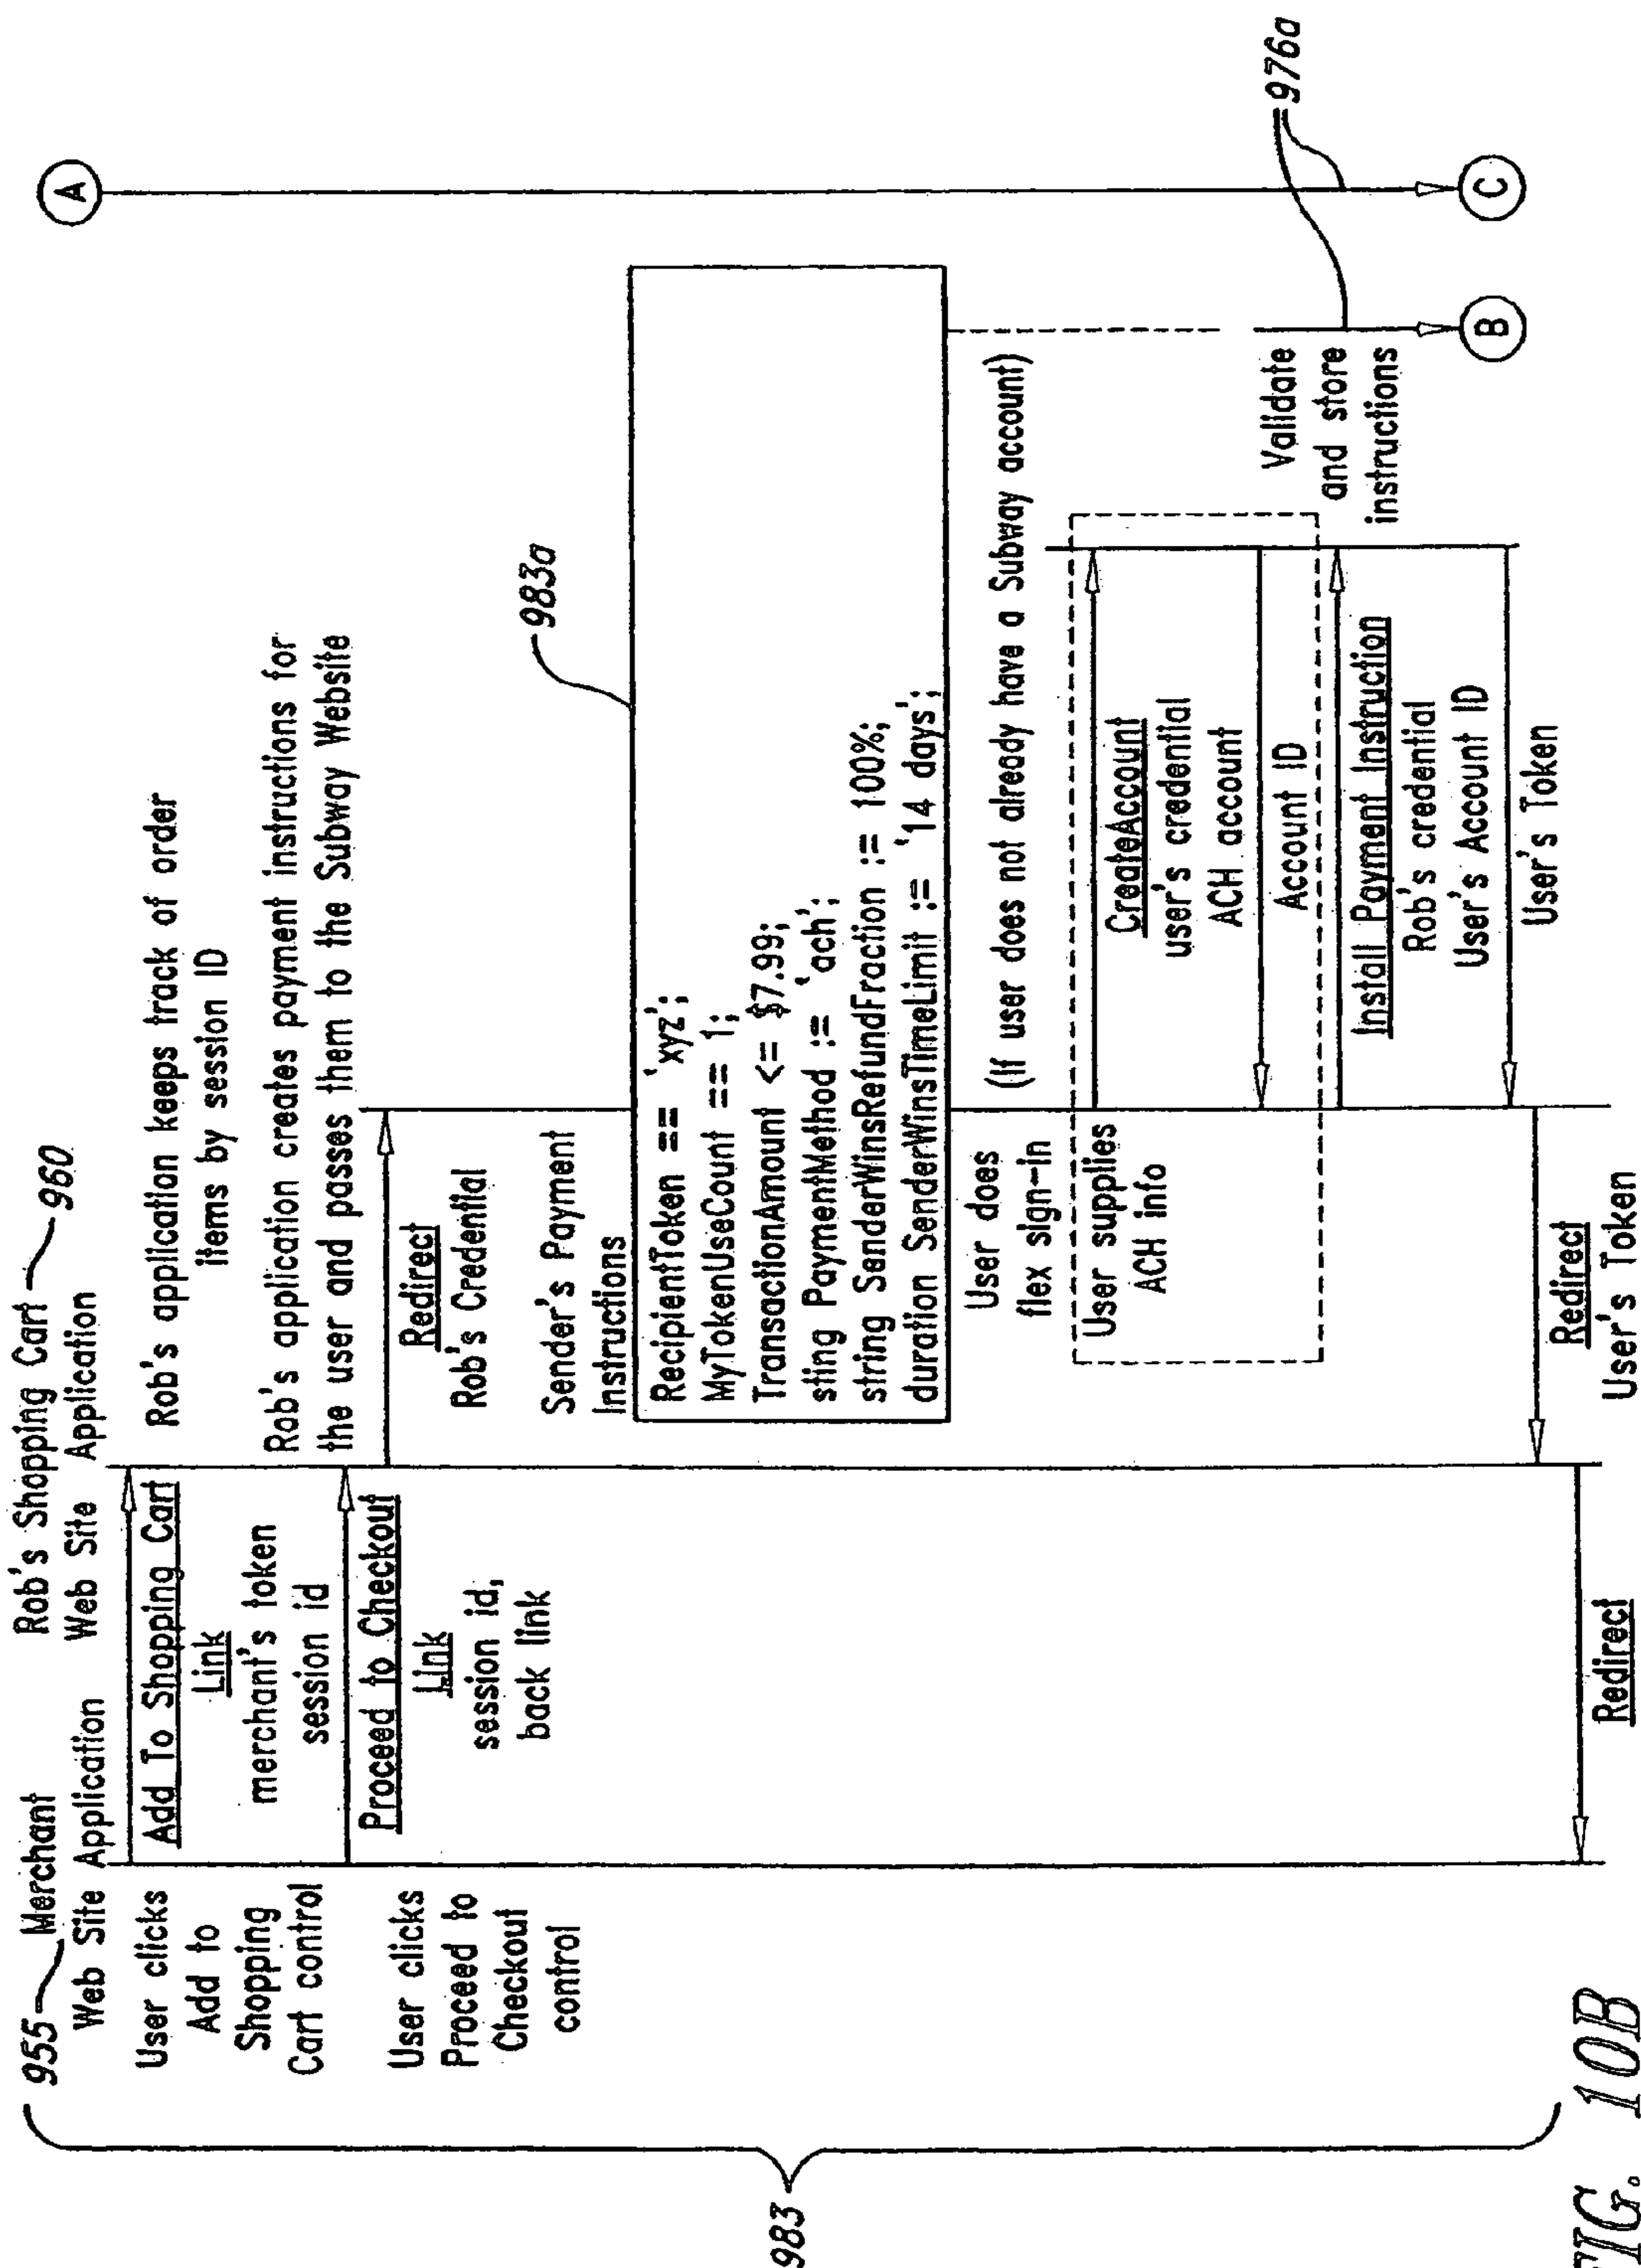 955 Merchant
Web Site Application
Rob's Shopping Cart 960
Web Site Application
A
User clicks
Add to
Shopping
Cart control
Add To Shopping Cart
Link
merchant's token
session id
Rob's application keeps track of order
items by session ID
Rob's application creates payment instructions for
the user and passes them to the Subway Website
User clicks
Proceed to
Checkout
control
Proceed to Checkout
Link
session id,
back link
Redirect
Rob's Credential
Sender's Payment
Instructions
983a
RecipientToken == 'xyz';
MyTokenUseCount == 1;
TransactionAmount <= $7.99;
sting PaymentMethod := 'ach';
string SenderWinsRefundFraction := 100%;
duration SenderWinsTimeLimit := '14 days';
983
User does
flex sign-in
(If user does not already have a Subway account)
User supplies
ACH info
CreateAccount
user's credential
ACH account
Account ID
Install Payment Instruction
Rob's credential
User's Account ID
User's Token
Validate
and store
instructions
976a
B
C
Redirect
User's Token
Redirect
FIG. 10B